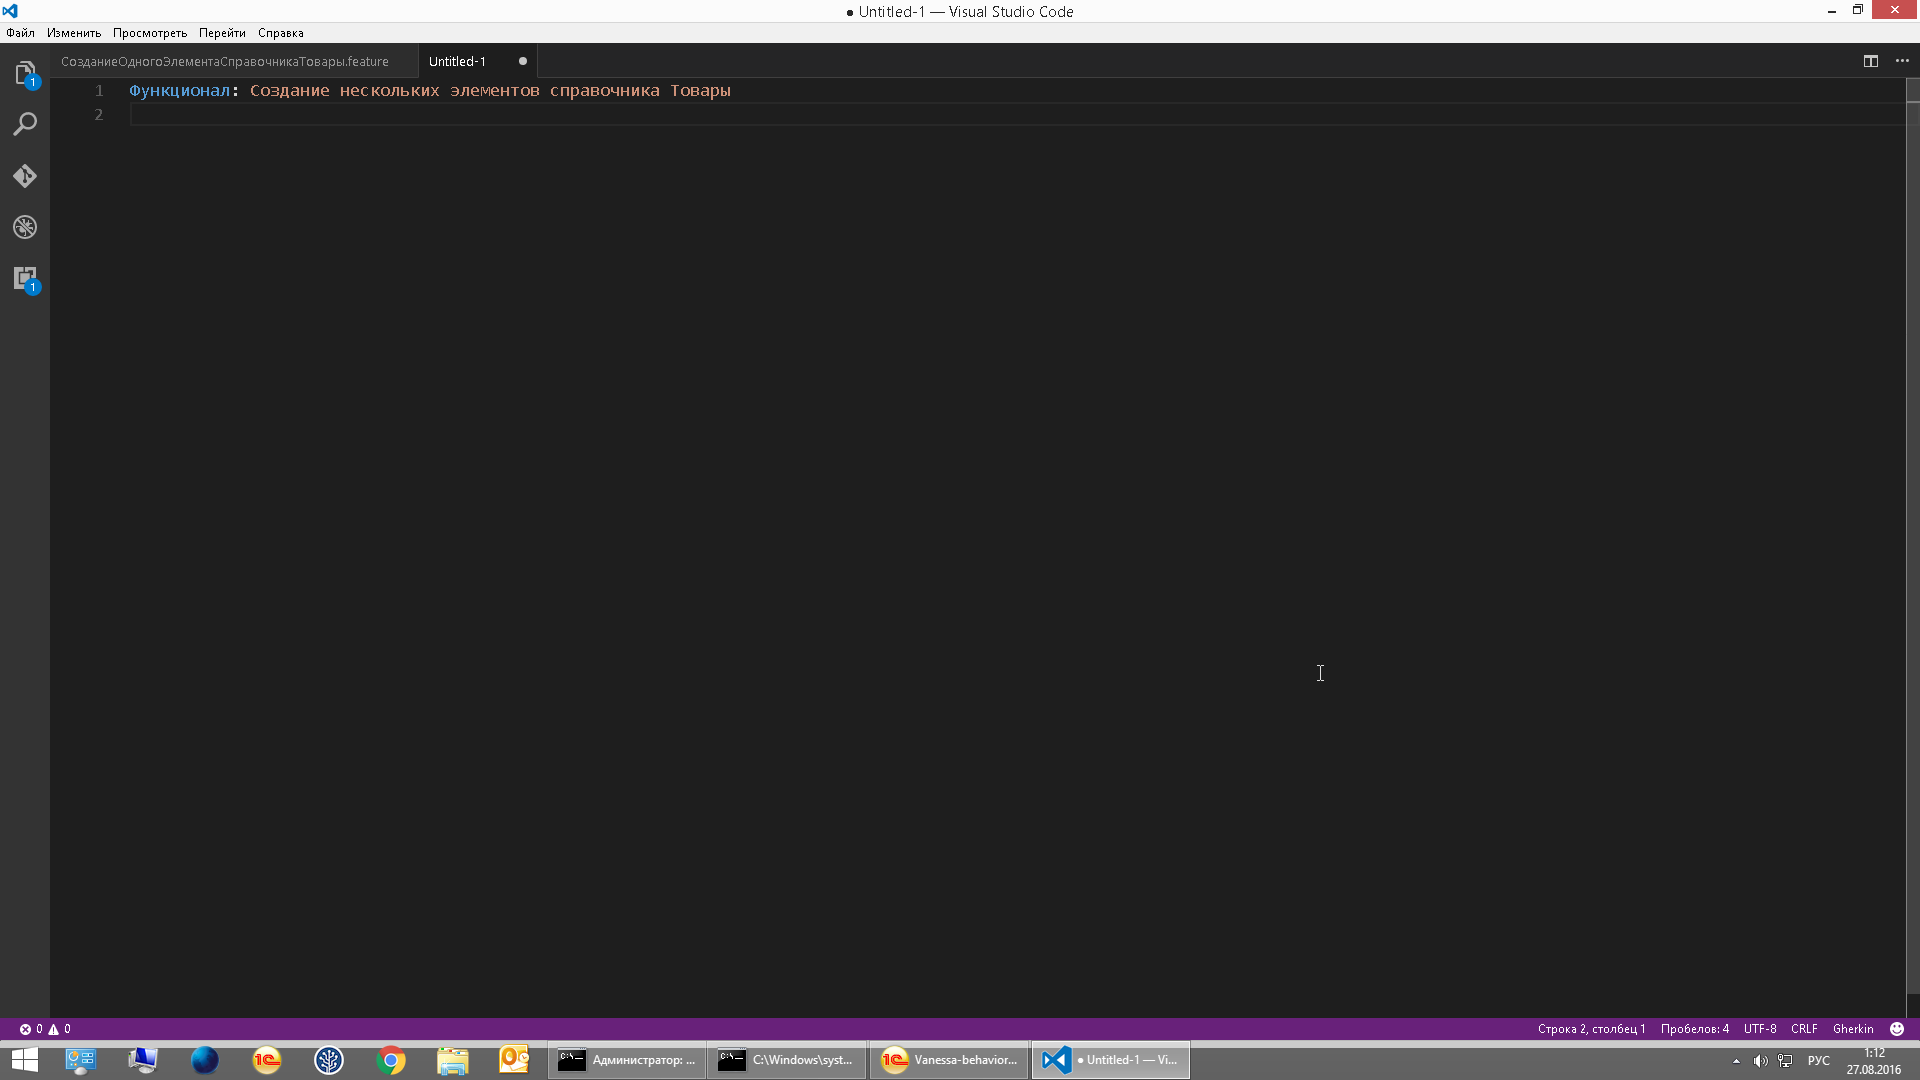 ● Untitled-1 — Visual Studio Code
Файл Изменить Просмотреть Перейти Справка
СозданиеОдногоЭлементаСправочникаТовары.feature Untitled-1 ●
1 Функционал: Создание нескольких элементов справочника Товары
2
1
1
0 0 Строка 2, столбец 1 Пробелов: 4 UTF-8 CRLF Gherkin
Администратор: ... C:\Windows\syst... Vanessa-behavior... ● Untitled-1 — Vi... РУС 1:12
27.08.2016